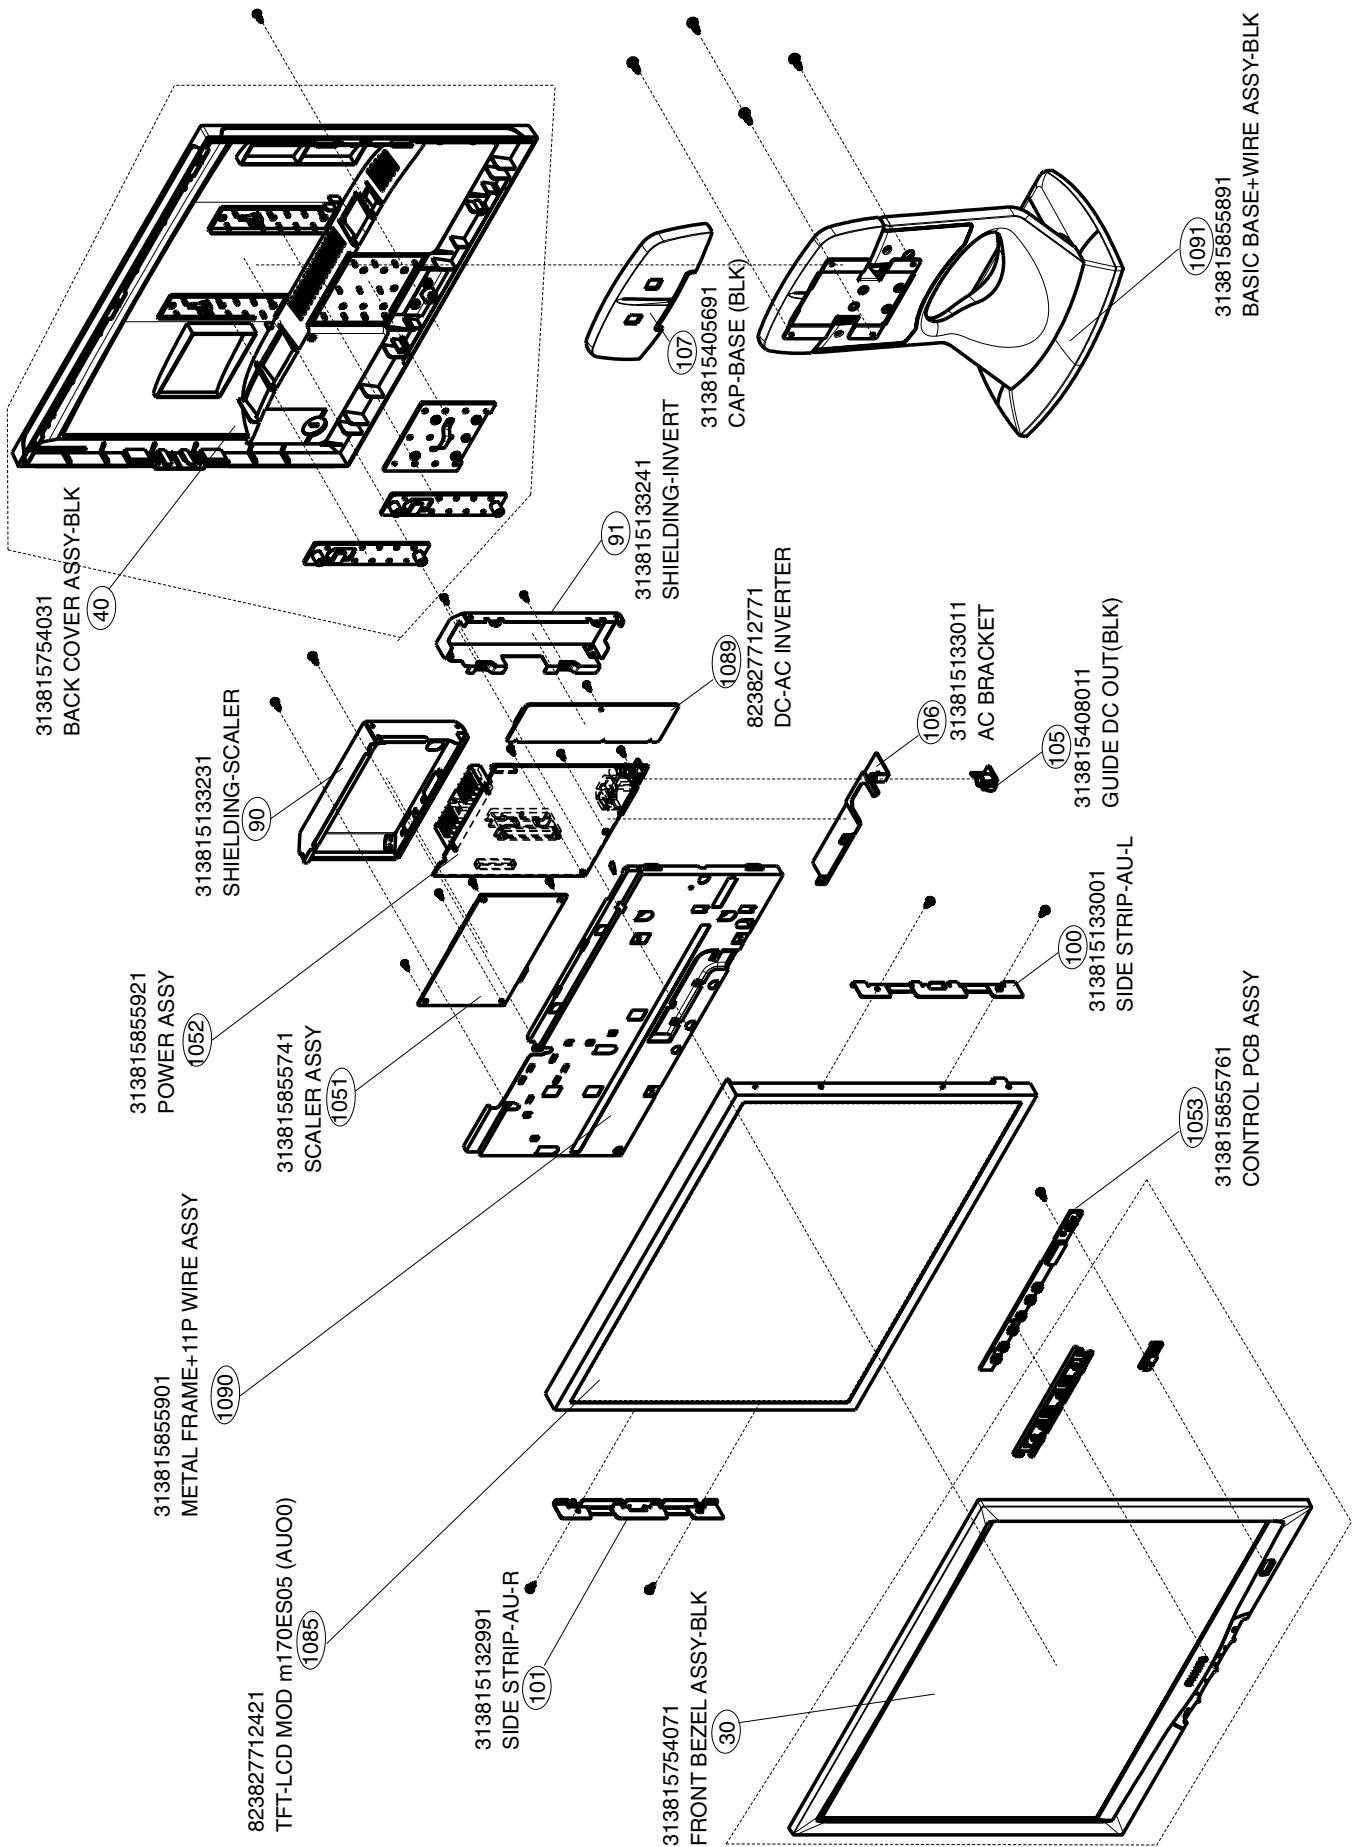 823827712421
TFT-LCD MOD m170ES05 (AUO0)
1085
313815855901
METAL FRAME+11P WIRE ASSY
1090
313815855921
POWER ASSY
1052
313815855741
SCALER ASSY
1051
313815133231
SHIELDING-SCALER
90
313815754031
BACK COVER ASSY-BLK
40
313815132991
SIDE STRIP-AU-R
101
313815754071
FRONT BEZEL ASSY-BLK
30
91
313815133241
SHIELDING-INVERT
107
313815405691
CAP-BASE (BLK)
1089
823827712771
DC-AC INVERTER
106
313815133011
AC BRACKET
105
313815408011
GUIDE DC OUT(BLK)
100
313815133001
SIDE STRIP-AU-L
1053
313815855761
CONTROL PCB ASSY
1091
313815855891
BASIC BASE+WIRE ASSY-BLK